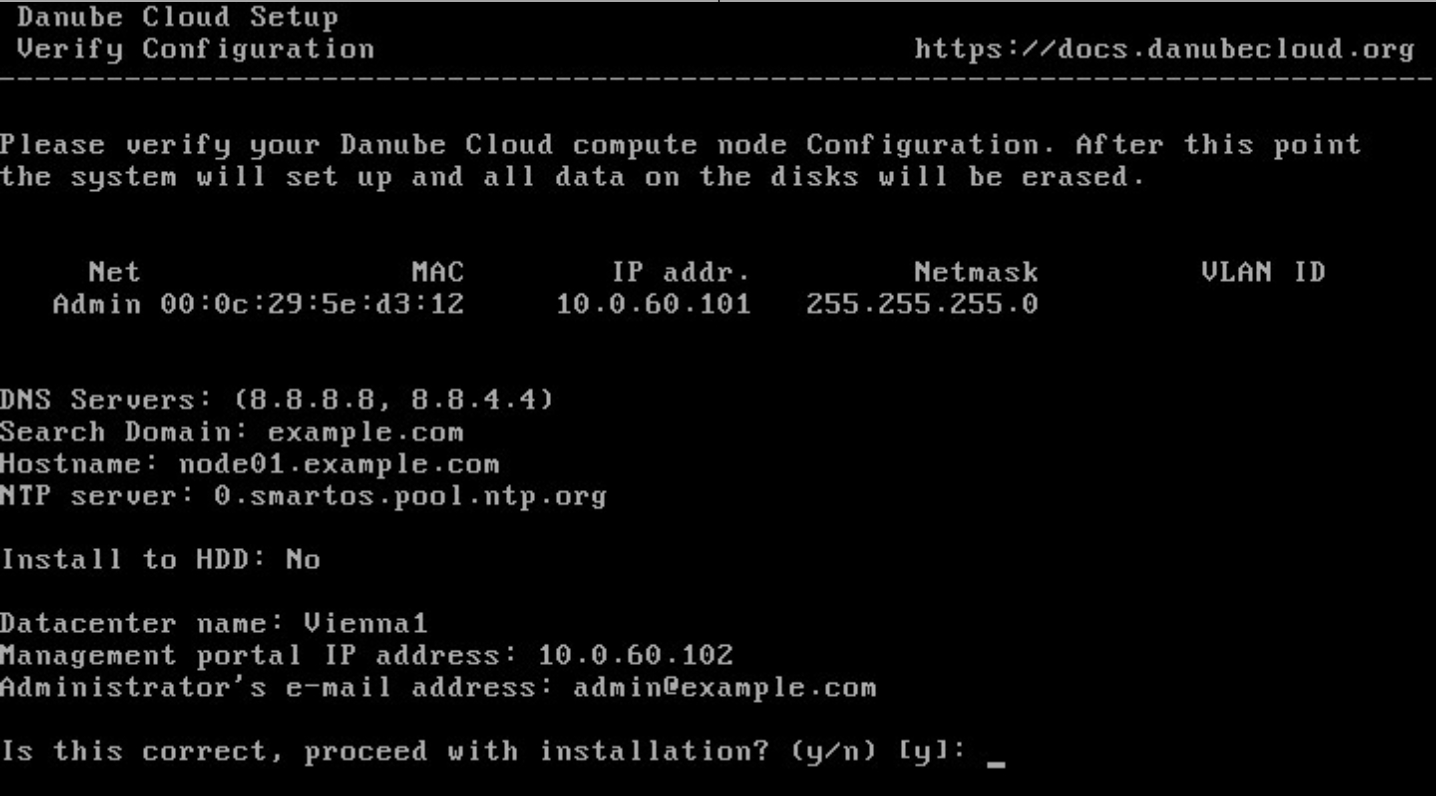 Danube Cloud Setup
Verify Configuration https://docs.danubecloud.org
Please verify your Danube Cloud compute node Configuration. After this point
the system will set up and all data on the disks will be erased.
Net MAC IP addr. Netmask VLAN ID
Admin 00:0c:29:5e:d3:12 10.0.60.101 255.255.255.0
DNS Servers: (8.8.8.8, 8.8.4.4)
Search Domain: example.com
Hostname: node01.example.com
NTP server: 0.smartos.pool.ntp.org
Install to HDD: No
Datacenter name: Vienna1
Management portal IP address: 10.0.60.102
Administrator's e-mail address: admin@example.com
Is this correct, proceed with installation? (y/n) [y]: _